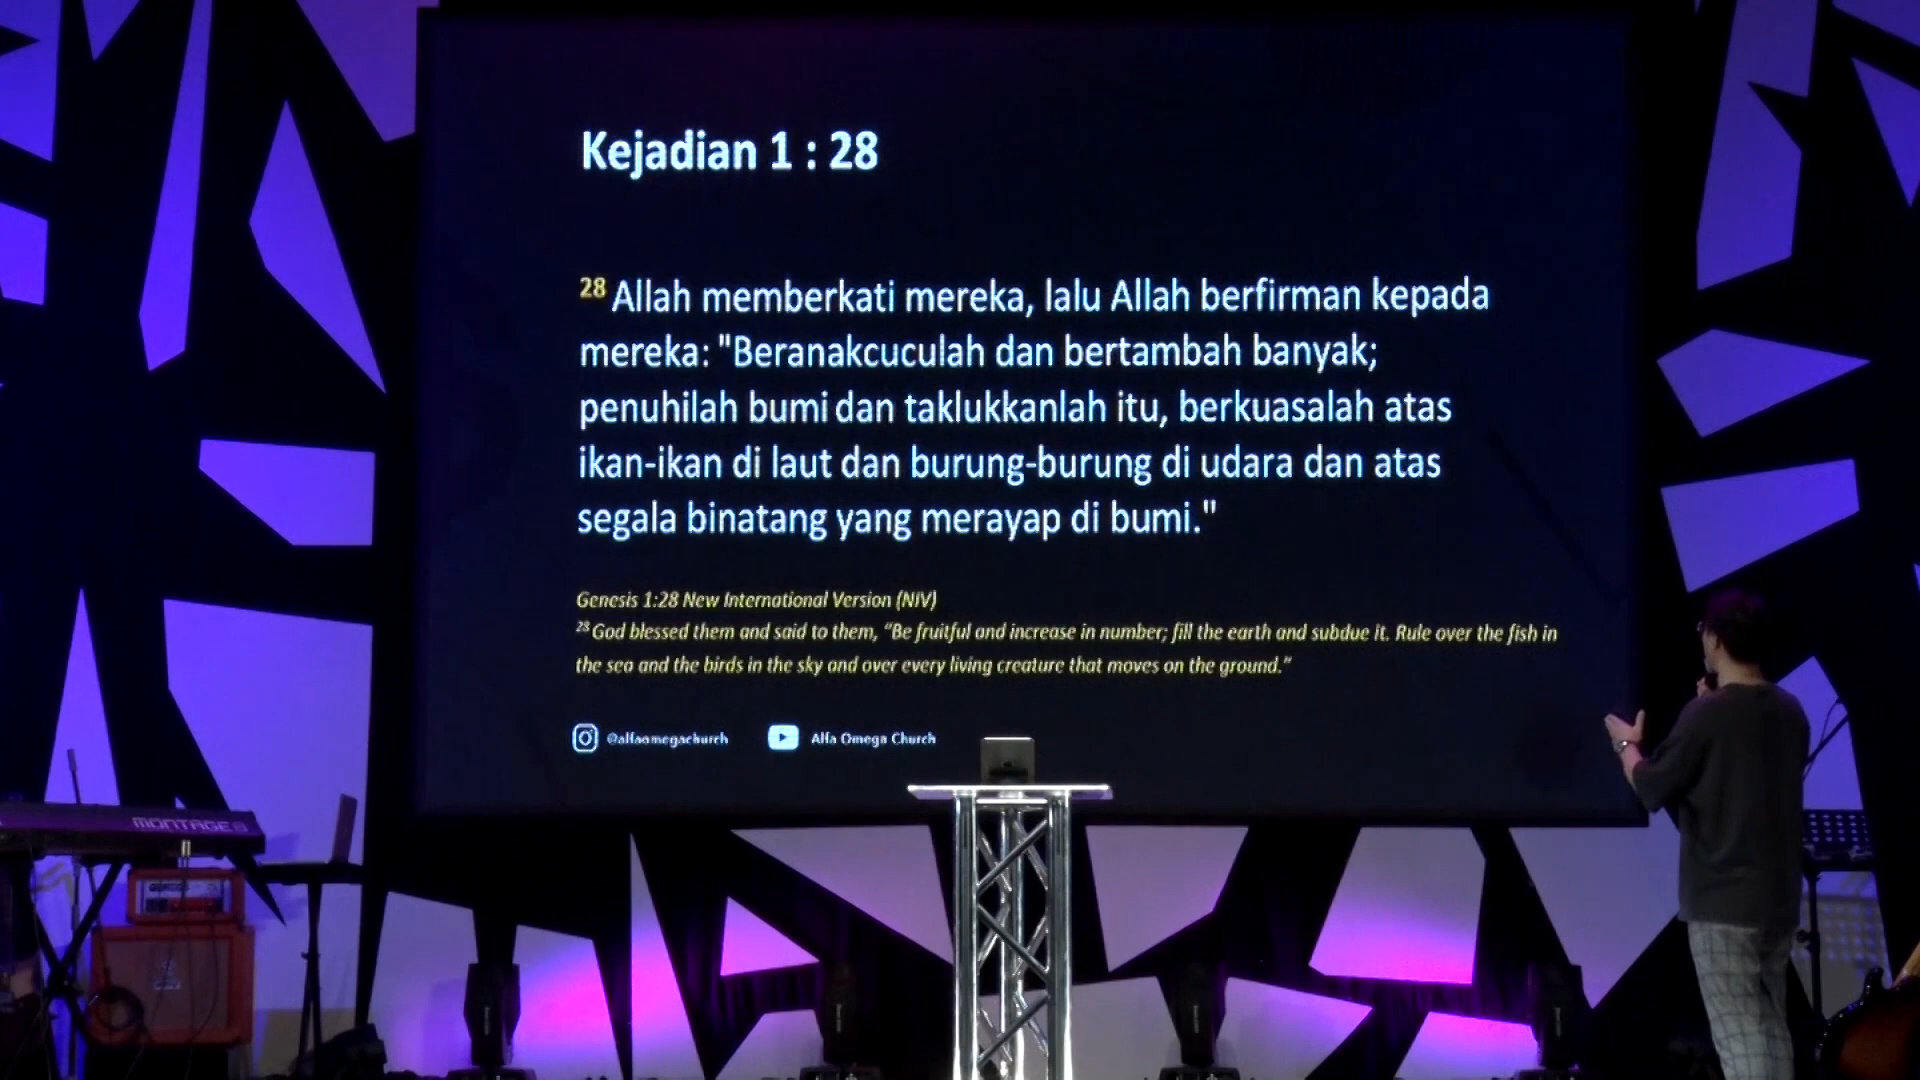 Kejadian 1 : 28
28 Allah memberkati mereka, lalu Allah berfirman kepada
mereka: "Beranakcuculah dan bertambah banyak;
penuhilah bumi dan taklukkanlah itu, berkuasalah atas
ikan-ikan di laut dan burung-burung di udara dan atas
segala binatang yang merayap di bumi."
Genesis 1:28 New International Version (NIV)
28 God blessed them and said to them, “Be fruitful and increase in number; fill the earth and subdue it. Rule over the fish in
the sea and the birds in the sky and over every living creature that moves on the ground.”
@alfaomegachurch Alfa Omega Church
MONTAGE8